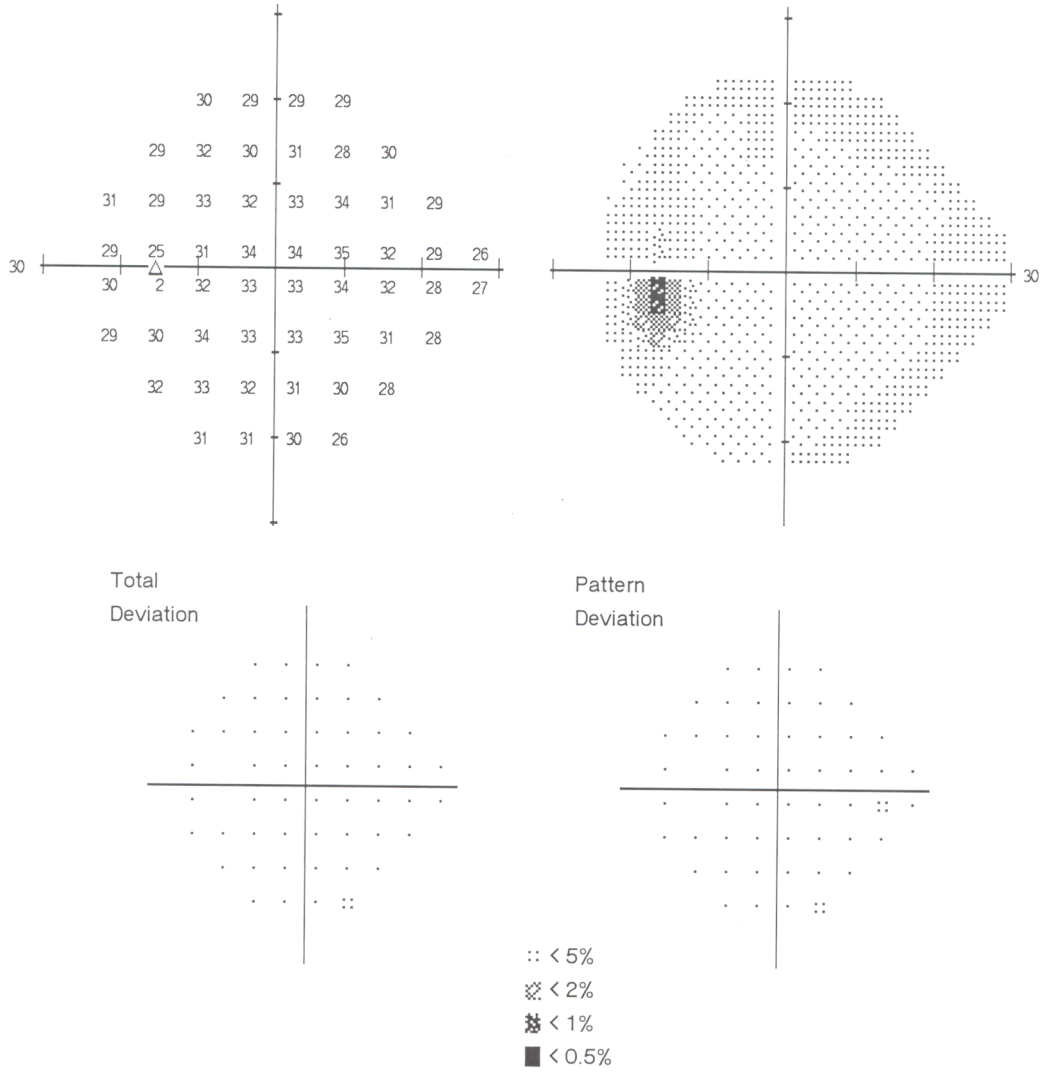 30 29 29 29
29 32 30 31 28 30
31 29 33 32 33 34 31 29
29 25 31 34 34 35 32 29 26
30 30
30 2 32 33 33 34 32 28 27
29 30 34 33 33 35 31 28
32 33 32 31 30 28
31 31 30 26
Total
Deviation
Pattern
Deviation
< 5%
< 2%
< 1%
< 0.5%